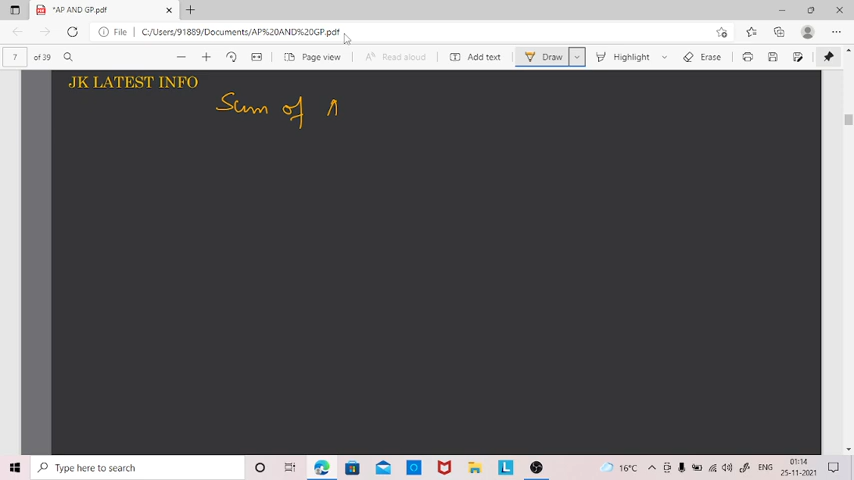 *AP AND GP.pdf
File
C:/Users/91889/Documents/AP%20AND%20GP.pdf
7 of 39
Page view
Read aloud
Add text
Draw
Highlight
Erase
JK LATEST INFO
Sum of
Type here to search
16°C
ENG
01:14
25-11-2021